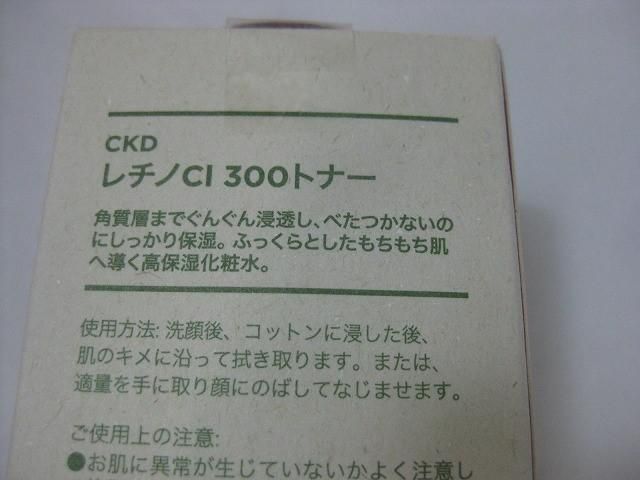 CKD
レチノCI 300トナー
角質層までぐんぐん浸透し、べたつかないの
にしっかり保湿。ふっくらとしたもちもち肌
へ導く高保湿化粧水。
使用方法: 洗顔後、コットンに浸した後、
肌のキメに沿って拭き取ります。または、
適量を手に取り顔にのばしてなじませます。
ご使用上の注意:
●お肌に異常が生じていないかよく注意し